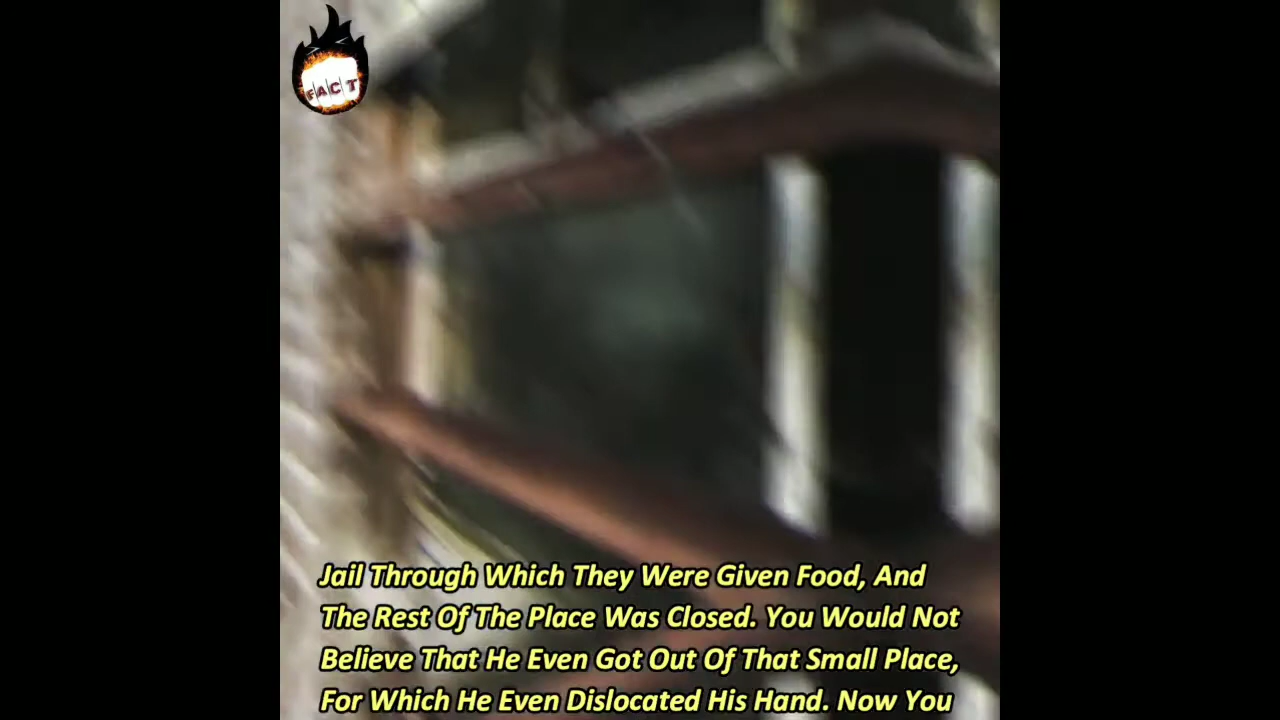 FACT
Jail Through Which They Were Given Food, And
The Rest Of The Place Was Closed. You Would Not
Believe That He Even Got Out Of That Small Place,
For Which He Even Dislocated His Hand. Now You